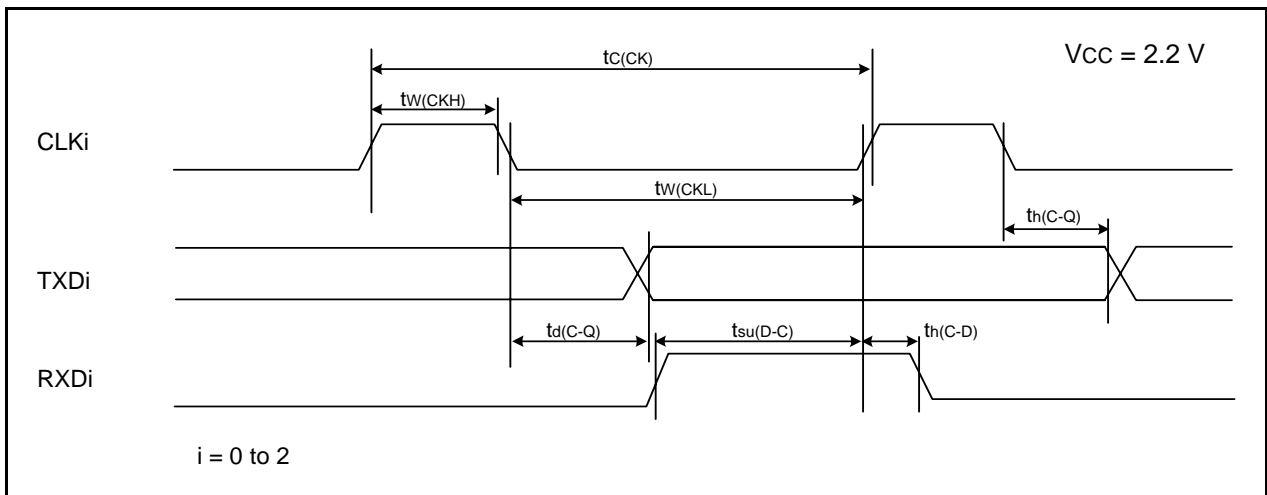 tC(CK)
VCC = 2.2 V
tW(CKH)
CLKi
tW(CKL)
th(C-Q)
TXDi
td(C-Q)
tsu(D-C)
th(C-D)
RXDi
i = 0 to 2